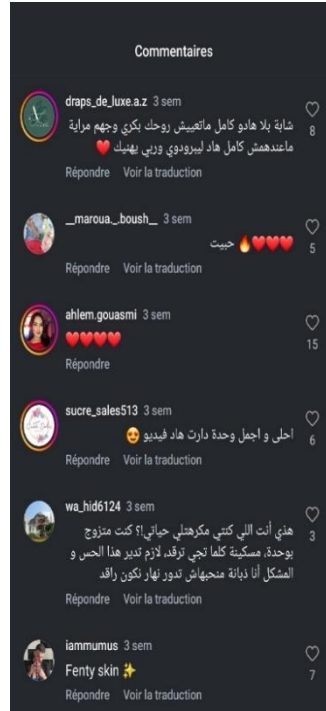 Commentaires
draps_de_luxe.a.z 3 sem
شابة بلا هادو كامل ماتعييش روحك بكري وجهم مراية
ماعندهمش كامل هاد ليبرودوي وربي يهنيك ❤️
8
Répondre Voir la traduction
__maroua._.boush__ 3 sem
حبيت 🔥❤️❤️❤️
5
Répondre Voir la traduction
ahlem.gouasmi 3 sem
❤️❤️❤️❤️
15
Répondre
sucre_sales513 3 sem
احلى و اجمل وحدة دارت هاد فيديو 😍
6
Répondre Voir la traduction
wa_hid6124 3 sem
هذي أنت اللي كنتي مكرهتلي حياتي!؟ كنت متزوج
بوحدة، مسكينة كلما تجي ترقد، لازم تدير هذا الحس و
المشكل أنا ذبانة منحبهاش تدور نهار نكون راقد
3
Répondre Voir la traduction
iammumus 3 sem
Fenty skin ✨
7
Répondre Voir la traduction